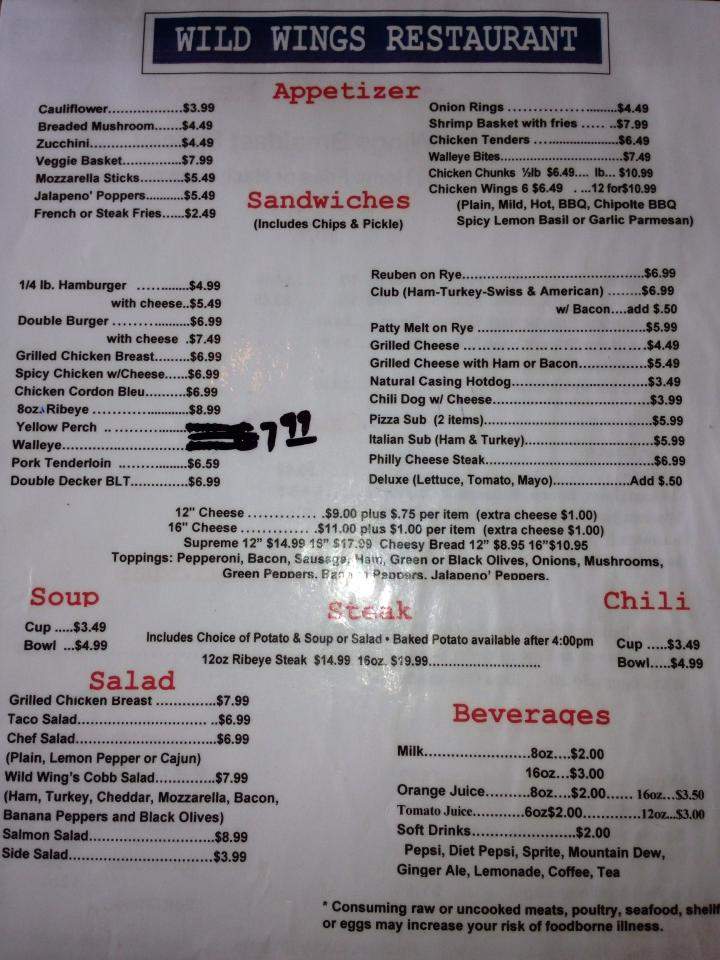 WILD WINGS RESTAURANT
Appetizer
Cauliflower..................$3.99
Breaded Mushroom.......$4.49
Zucchini.....................$4.49
Veggie Basket..............$7.99
Mozzarella Sticks..........$5.49
Jalapeno' Poppers.........$5.49
French or Steak Fries......$2.49
Onion Rings .........................$4.49
Shrimp Basket with fries ..... ..$7.99
Chicken Tenders ..................$6.49
Walleye Bites...............................$7.49
Chicken Chunks ½lb $6.49.... lb... $10.99
Chicken Wings 6 $6.49 . ...12 for$10.99
(Plain, Mild, Hot, BBQ, Chipolte BBQ
Spicy Lemon Basil or Garlic Parmesan)
Sandwiches
(Includes Chips & Pickle)
1/4 lb. Hamburger .............$4.99
with cheese..$5.49
Double Burger ...................$6.99
with cheese .$7.49
Grilled Chicken Breast........$6.99
Spicy Chicken w/Cheese......$6.99
Chicken Cordon Bleu..........$6.99
8oz. Ribeye ........................$8.99
Yellow Perch .. ...................
Walleye...............................7 99
Pork Tenderloin ..................$6.59
Double Decker BLT..............$6.99
Reuben on Rye.............................................$6.99
Club (Ham-Turkey-Swiss & American) ........$6.99
w/ Bacon....add $.50
Patty Melt on Rye ..........................................$5.99
Grilled Cheese .............................................$4.49
Grilled Cheese with Ham or Bacon.................$5.49
Natural Casing Hotdog..................................$3.49
Chili Dog w/ Cheese.......................................$3.99
Pizza Sub (2 items)..........................................$5.99
Italian Sub (Ham & Turkey)................................$5.99
Philly Cheese Steak..........................................$6.99
Deluxe (Lettuce, Tomato, Mayo)...................Add $.50
12" Cheese ..............$9.00 plus $.75 per item (extra cheese $1.00)
16" Cheese ..............$11.00 plus $1.00 per item (extra cheese $1.00)
Supreme 12" $14.99 16" $17.99 Cheesy Bread 12" $8.95 16"$10.95
Toppings: Pepperoni, Bacon, Sausage, Ham, Green or Black Olives, Onions, Mushrooms,
Green Peppers, Banana Peppers, Jalapeno' Peppers.
Soup
Cup .....$3.49
Bowl ...$4.99
Steak
Includes Choice of Potato & Soup or Salad • Baked Potato available after 4:00pm
12oz Ribeye Steak $14.99 16oz. $19.99..............................
Chili
Cup .....$3.49
Bowl.....$4.99
Salad
Grilled Chicken Breast ..............$7.99
Taco Salad.............................. ..$6.99
Chef Salad..................................$6.99
(Plain, Lemon Pepper or Cajun)
Wild Wing's Cobb Salad..............$7.99
(Ham, Turkey, Cheddar, Mozzarella, Bacon,
Banana Peppers and Black Olives)
Salmon Salad..............................$8.99
Side Salad...................................$3.99
Beverages
Milk..........................8oz....$2.00
16oz...$3.00
Orange Juice...........8oz....$2.00....... 16oz...$3.50
Tomato Juice.............6oz$2.00...............12oz...$3.00
Soft Drinks.........................$2.00
Pepsi, Diet Pepsi, Sprite, Mountain Dew,
Ginger Ale, Lemonade, Coffee, Tea
* Consuming raw or uncooked meats, poultry, seafood, shellf
or eggs may increase your risk of foodborne illness.